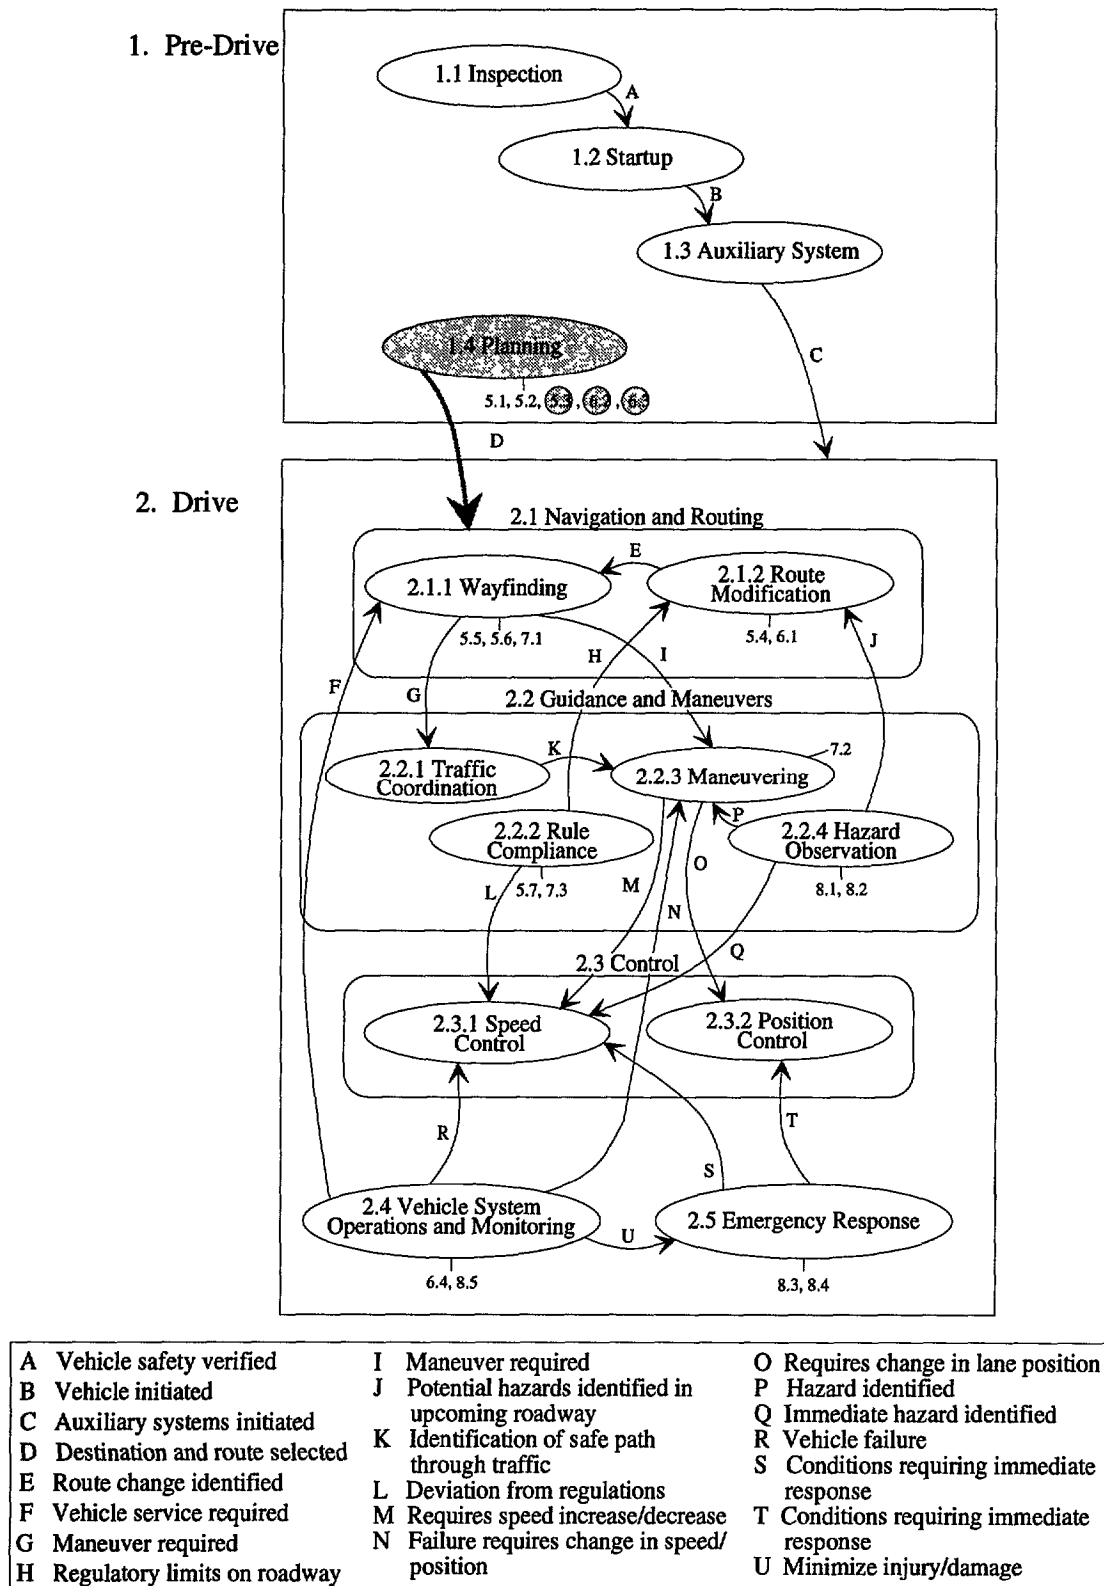 1. Pre-Drive
1.1 Inspection
A
1.2 Startup
B
1.3 Auxiliary System
C
1.4 Planning
5.1, 5.2, 5.3, 6.2, 6.3
D
2. Drive
2.1 Navigation and Routing
E
2.1.1 Wayfinding
2.1.2 Route
Modification
5.5, 5.6, 7.1
5.4, 6.1
H
I
J
F
G
2.2 Guidance and Maneuvers
K
7.2
2.2.1 Traffic
Coordination
2.2.3 Maneuvering
P
2.2.2 Rule
Compliance
2.2.4 Hazard
Observation
L
5.7, 7.3
M
O
8.1, 8.2
N
Q
2.3 Control
2.3.1 Speed
Control
2.3.2 Position
Control
R
T
S
2.4 Vehicle System
Operations and Monitoring
2.5 Emergency Response
U
6.4, 8.5
8.3, 8.4
A Vehicle safety verified
B Vehicle initiated
C Auxiliary systems initiated
D Destination and route selected
E Route change identified
F Vehicle service required
G Maneuver required
H Regulatory limits on roadway
I Maneuver required
J Potential hazards identified in
upcoming roadway
K Identification of safe path
through traffic
L Deviation from regulations
M Requires speed increase/decrease
N Failure requires change in speed/
position
O Requires change in lane position
P Hazard identified
Q Immediate hazard identified
R Vehicle failure
S Conditions requiring immediate
response
T Conditions requiring immediate
response
U Minimize injury/damage